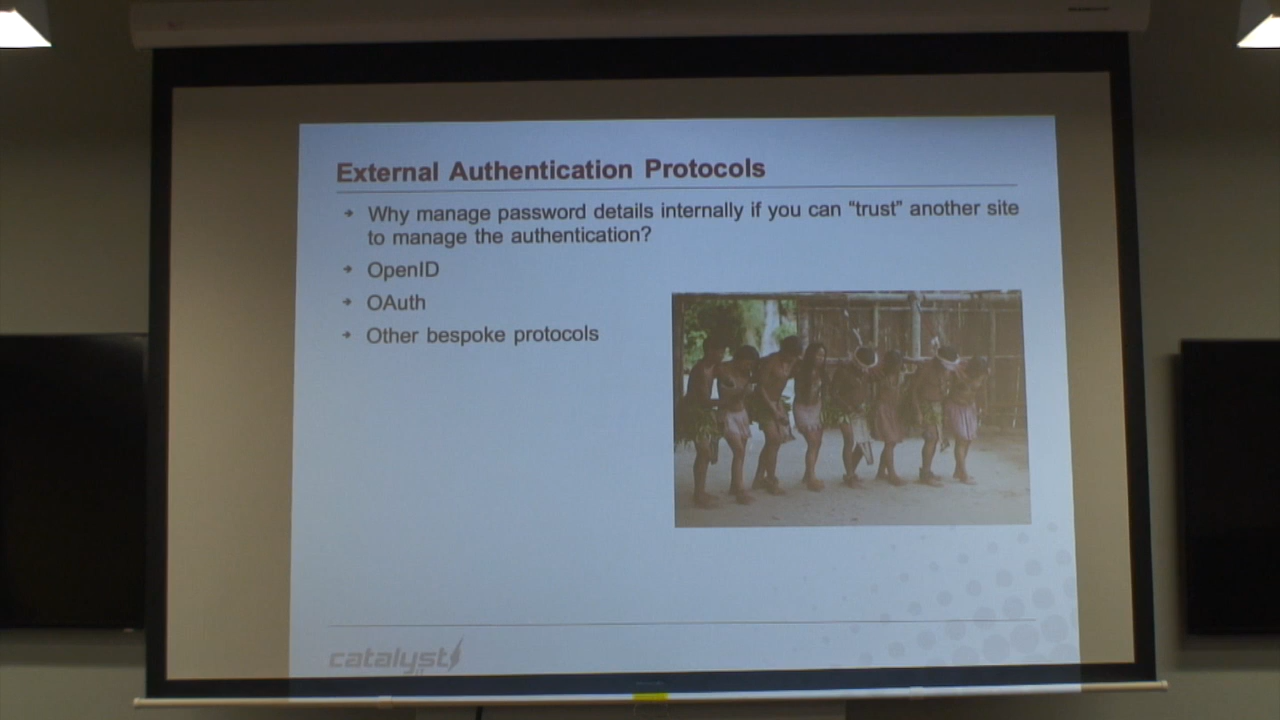 External Authentication Protocols
Why manage password details internally if you can “trust” another site
to manage the authentication?
OpenID
OAuth
Other bespoke protocols
catalyst